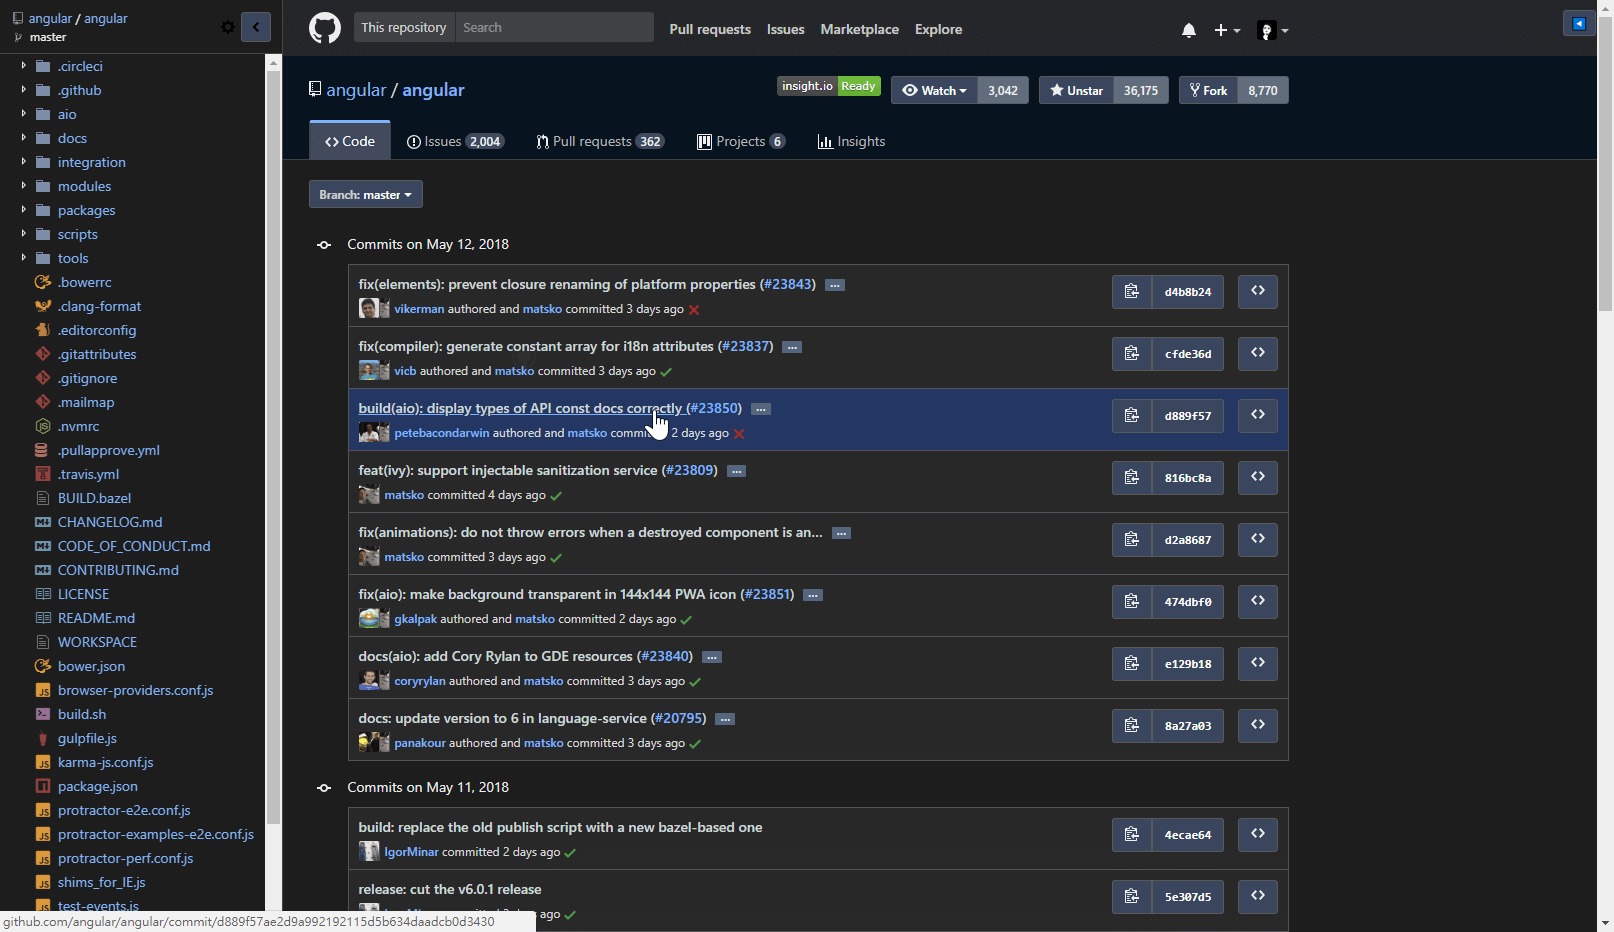 angular / angular
master
.circleci
.github
aio
docs
integration
modules
packages
scripts
tools
.bowerrc
.clang-format
.editorconfig
.gitattributes
.gitignore
.mailmap
.nvmrc
.pullapprove.yml
.travis.yml
BUILD.bazel
CHANGELOG.md
CODE_OF_CONDUCT.md
CONTRIBUTING.md
LICENSE
README.md
WORKSPACE
bower.json
browser-providers.conf.js
build.sh
gulpfile.js
karma-js.conf.js
package.json
protractor-e2e.conf.js
protractor-examples-e2e.conf.js
protractor-perf.conf.js
shims_for_IE.js
test-events.js
github.com/angular/angular/commit/d889f57ae2d9a992192115d5b634daadcb0d3430
This repository Search Pull requests Issues Marketplace Explore
angular / angular
insight.io Ready Watch 3,042 Unstar 36,175 Fork 8,770
Code Issues 2,004 Pull requests 362 Projects 6 Insights
Branch: master
Commits on May 12, 2018
fix(elements): prevent closure renaming of platform properties (#23843) …
vikerman authored and matsko committed 3 days ago
d4b8b24
fix(compiler): generate constant array for i18n attributes (#23837) …
vicb authored and matsko committed 3 days ago
cfde36d
build(aio): display types of API const docs correctly (#23850) …
petebacondarwin authored and matsko 2 days ago
d889f57
feat(ivy): support injectable sanitization service (#23809) …
matsko committed 4 days ago
816bc8a
fix(animations): do not throw errors when a destroyed component is an… …
matsko committed 3 days ago
d2a8687
fix(aio): make background transparent in 144x144 PWA icon (#23851) …
gkalpak authored and matsko committed 2 days ago
474dbf0
docs(aio): add Cory Rylan to GDE resources (#23840) …
coryrylan authored and matsko committed 3 days ago
e129b18
docs: update version to 6 in language-service (#20795) …
panakour authored and matsko committed 3 days ago
8a27a03
Commits on May 11, 2018
build: replace the old publish script with a new bazel-based one
IgorMinar committed 2 days ago
4ecae64
release: cut the v6.0.1 release
ago
5e307d5